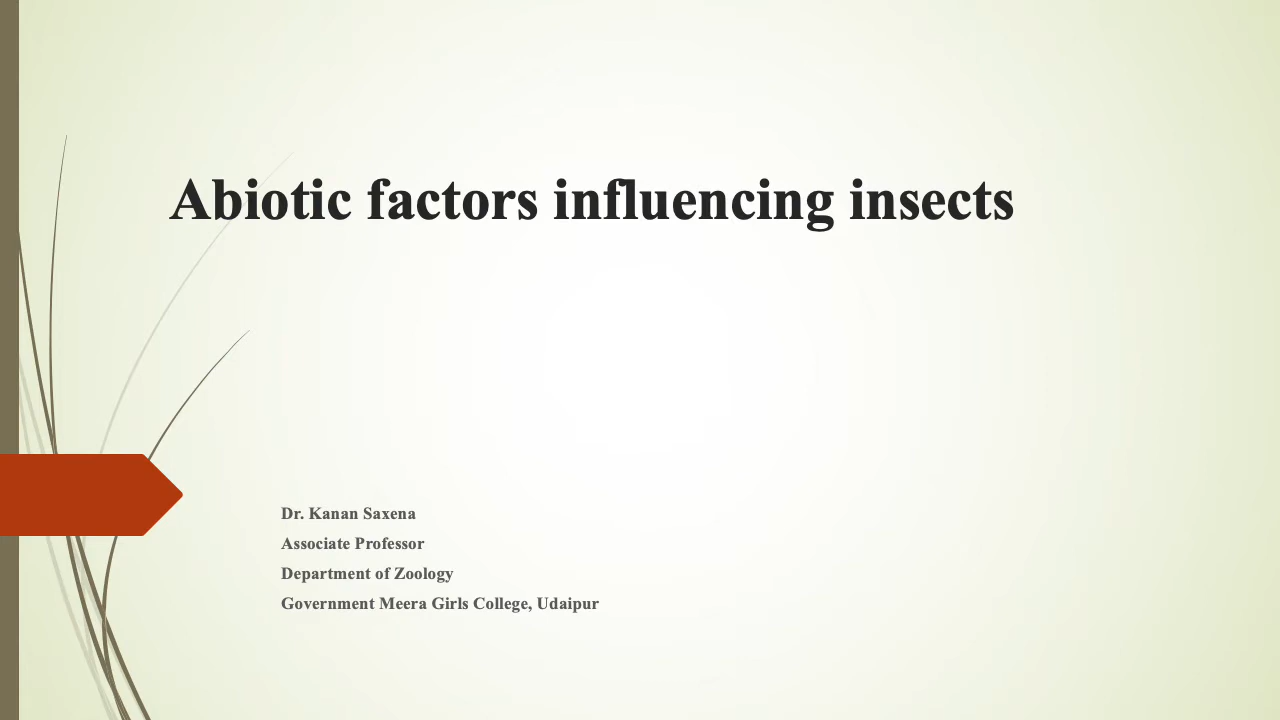 Abiotic factors influencing insects
Dr. Kanan Saxena
Associate Professor
Department of Zoology
Government Meera Girls College, Udaipur